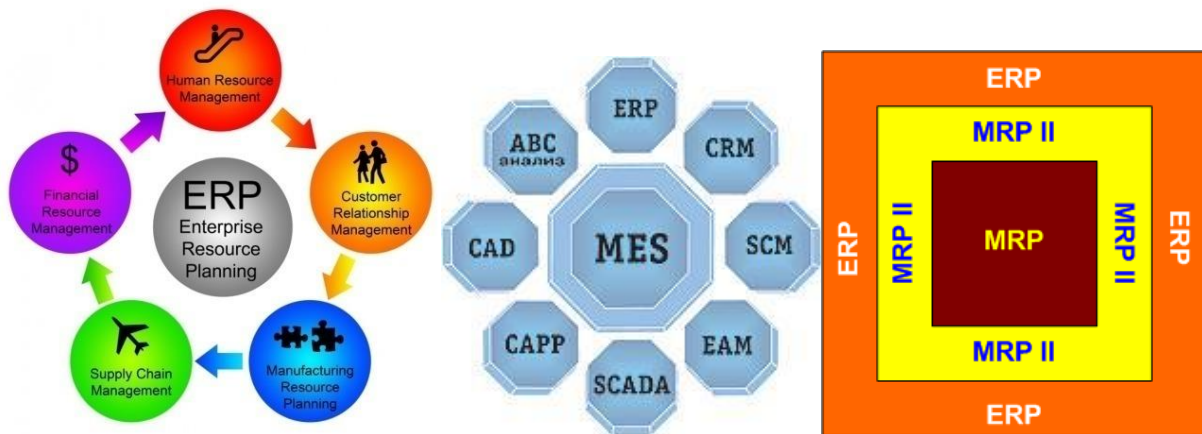 Human Resource
Management
$
Financial
Resource
Management
ERP
Enterprise
Resource
Planning
Customer
Relationship
Management
Supply Chain
Management
Manufacturing
Resource
Planning
ERP
ABC
анализ
CRM
CAD
MES
SCM
CAPP
EAM
SCADA
ERP
MRP II
ERP
MRP II
MRP
MRP II
ERP
MRP II
ERP